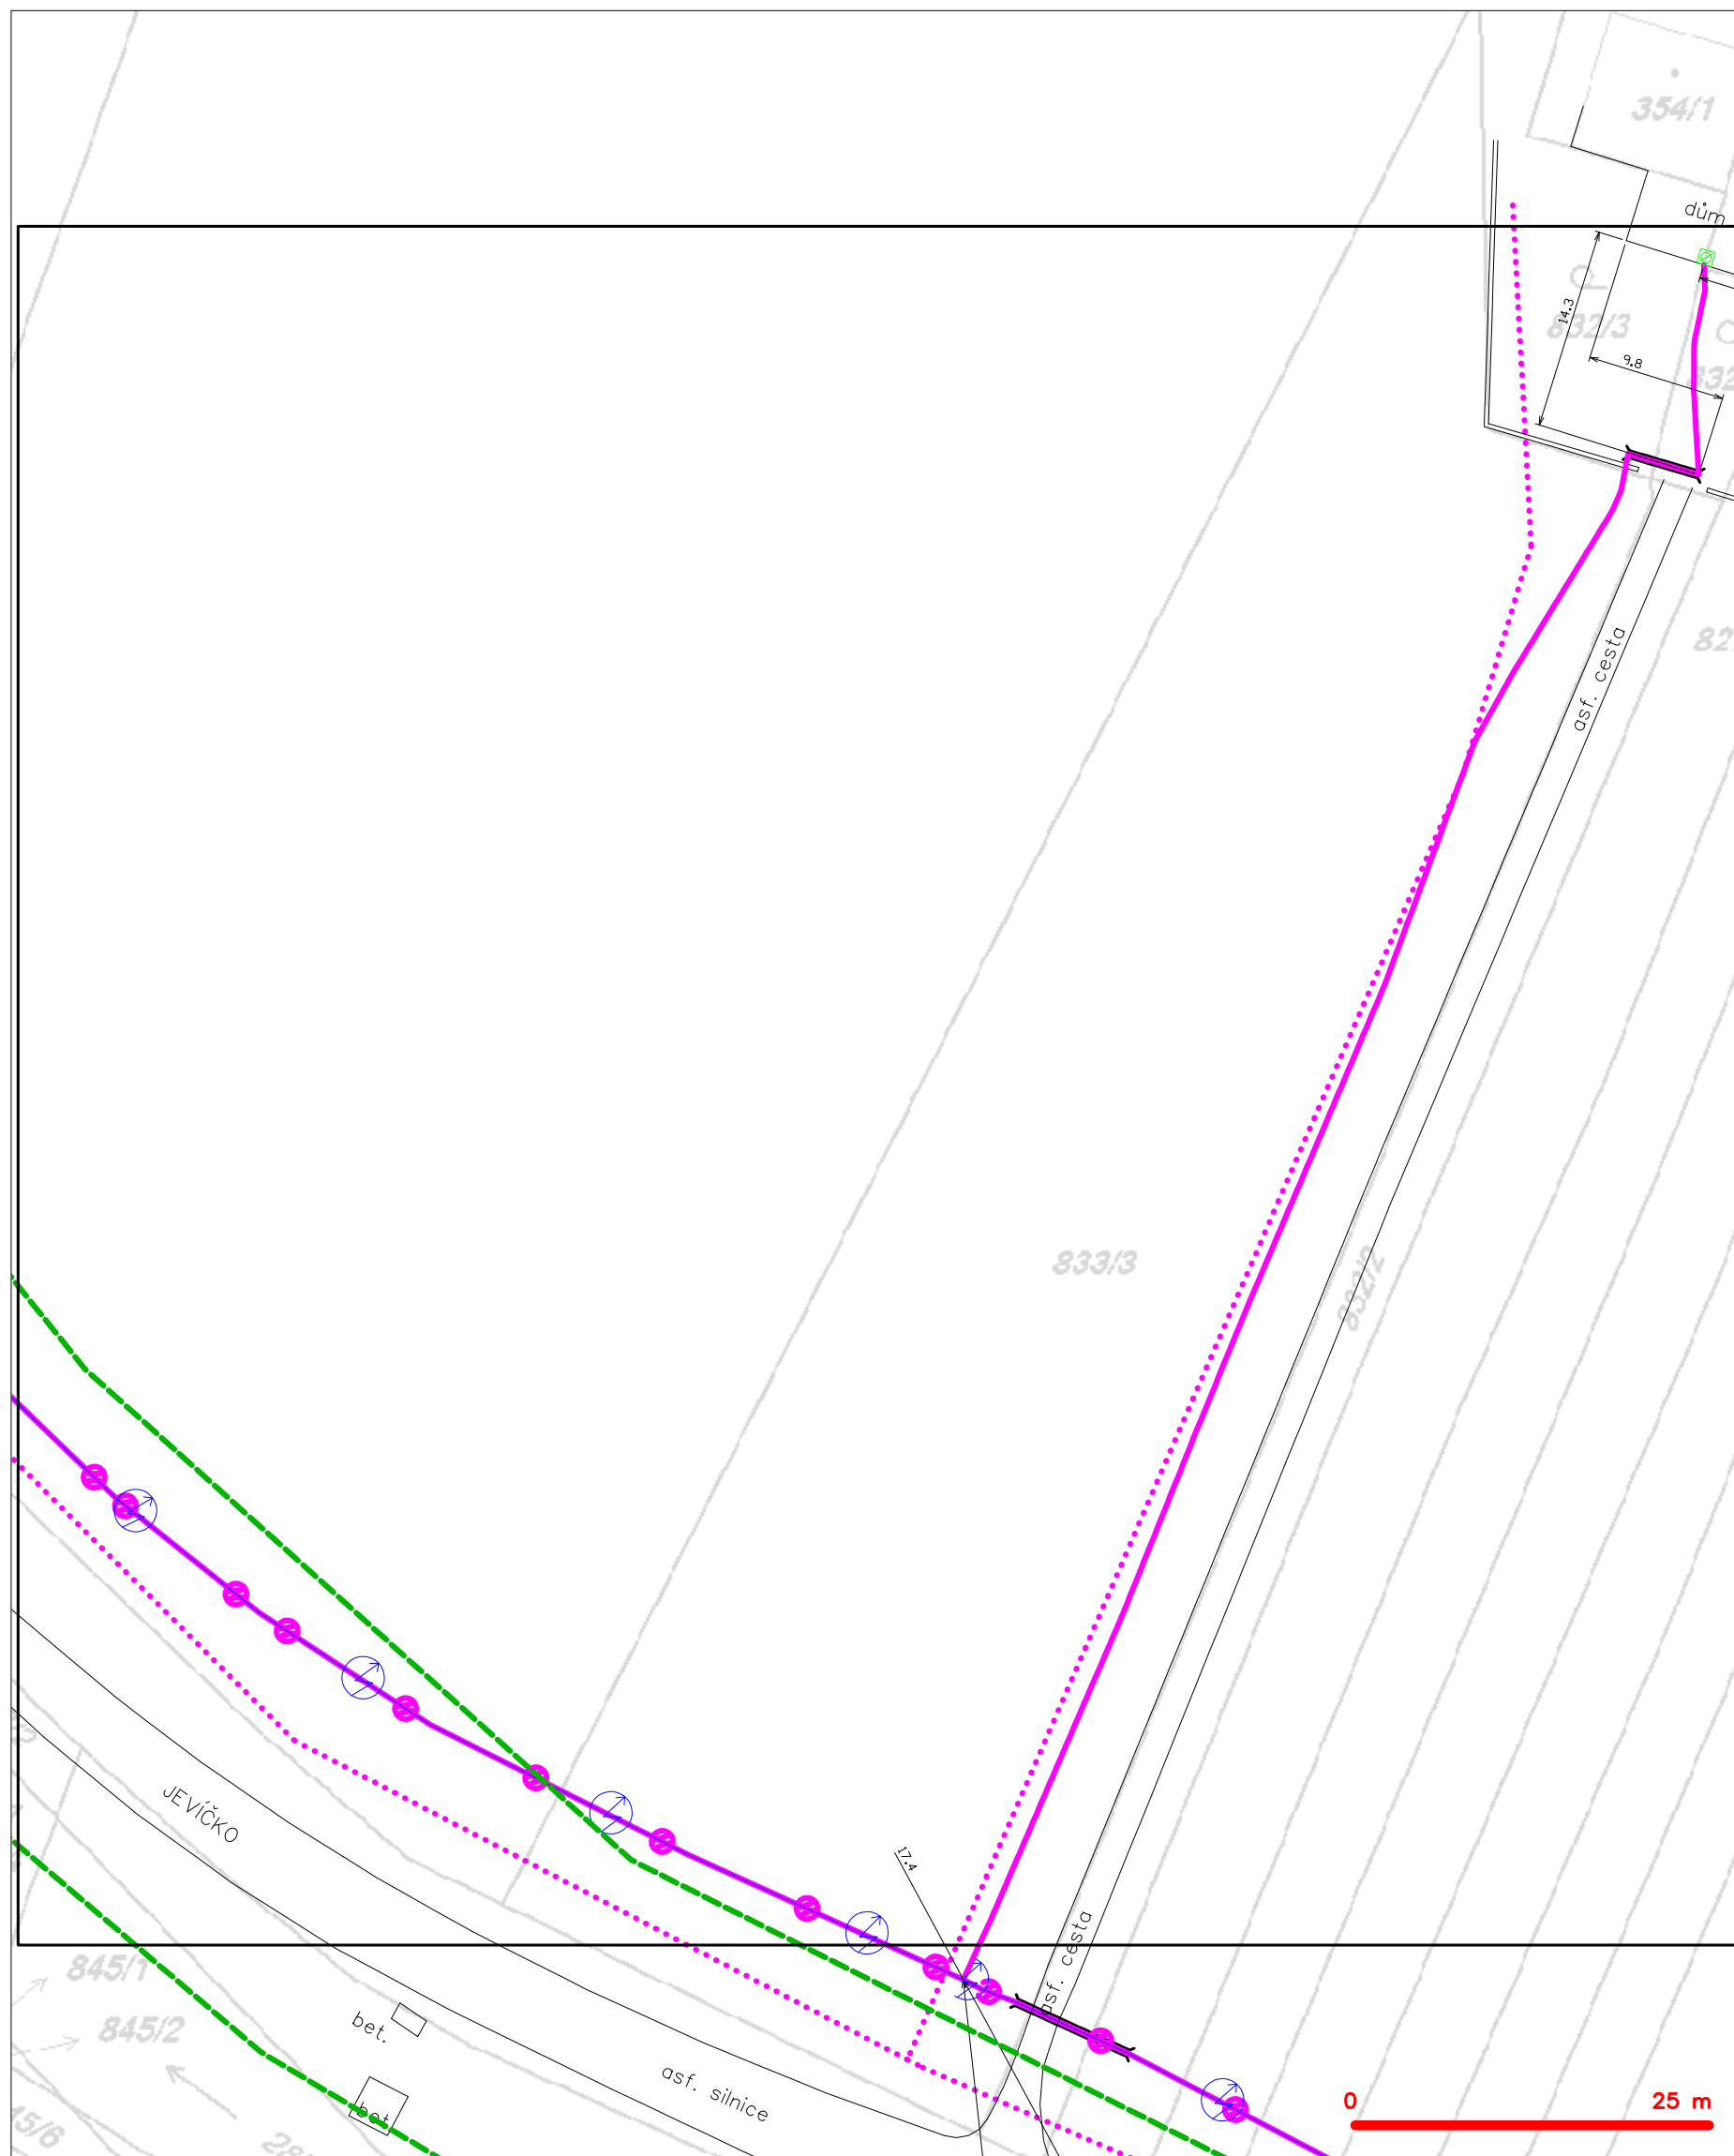 354/1
dům
14.3
832/3
9.8
asf. cesta
833/3
832/2
JEVÍČKO
17.4
asf. cesta
845/1
845/2
bet.
bet.
asf. silnice
0 25 m